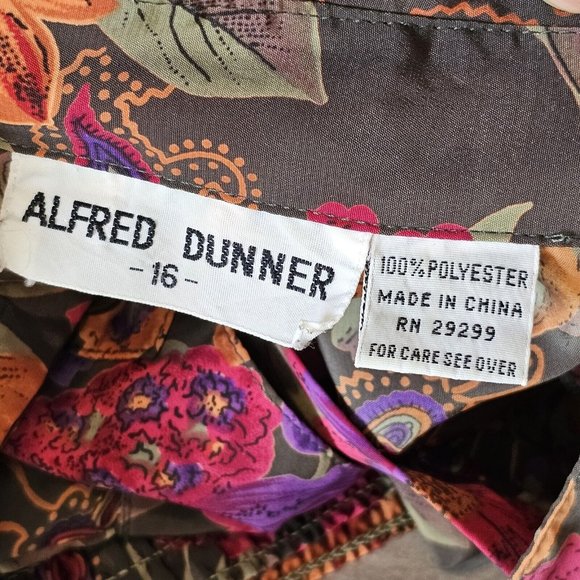 ALFRED DUNNER
-16-
100% POLYESTER
MADE IN CHINA
RN 29299
FOR CARE SEE OVER